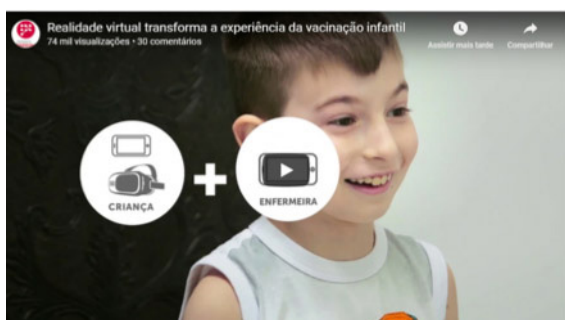 Realidade virtual transforma a experiência da vacinação infantil
74 mil visualizações • 30 comentários
Assistir mais tarde
Compartilhar
CRIANÇA
ENFERMEIRA